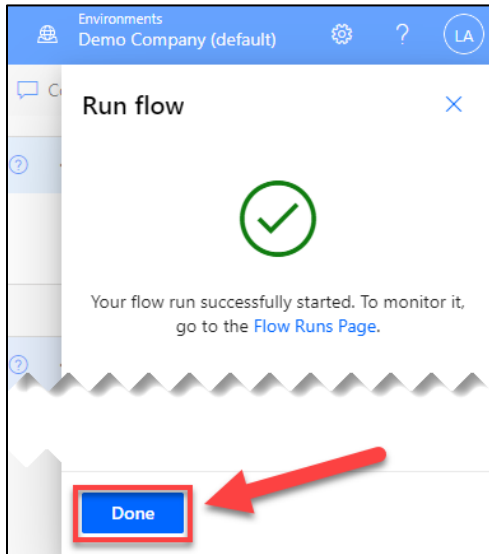 Environments
Demo Company (default)
?
LA
Run flow
?
Your flow run successfully started. To monitor it,
go to the Flow Runs Page.
?
Done